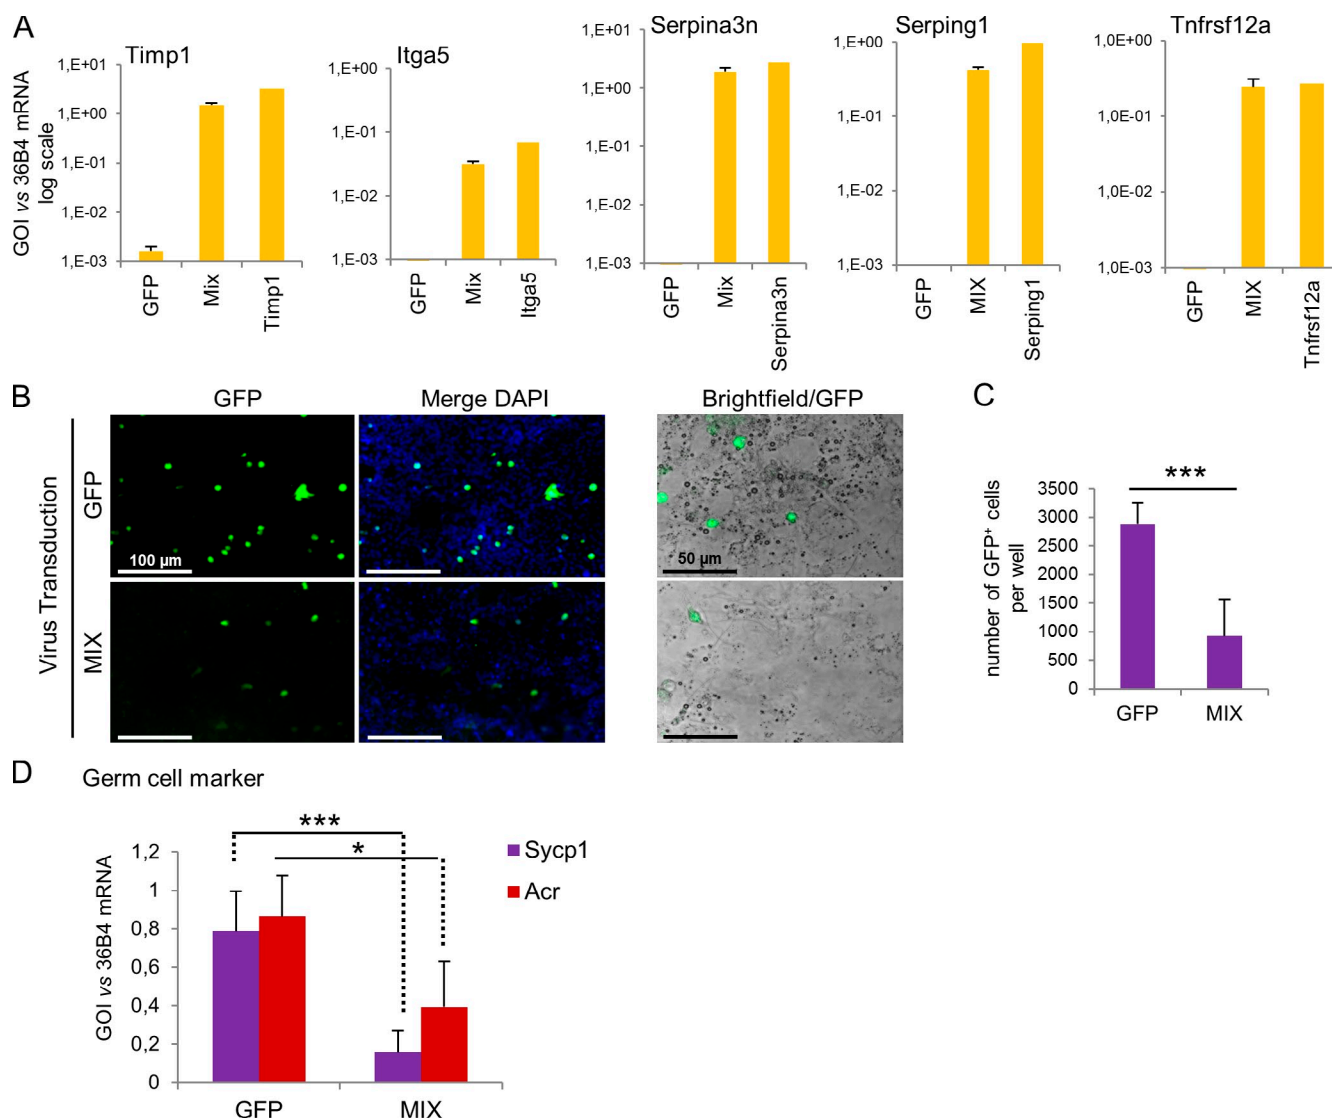 A
Timp1
Itga5
Serpina3n
Serping1
Tnfrsf12a
GOI vs 36B4 mRNA
log scale
1,E+01
1,E+00
1,E-01
1,E-02
1,E-03
GFP
Mix
Timp1
1,E+00
1,E-01
1,E-02
1,E-03
GFP
Mix
Itga5
1,E+01
1,E+00
1,E-01
1,E-02
1,E-03
GFP
Mix
Serpina3n
1,E+00
1,E-01
1,E-02
1,E-03
GFP
MIX
Serping1
1,0E+00
1,0E-01
1,0E-02
1,0E-03
GFP
MIX
Tnfrsf12a
B
GFP
Merge DAPI
Brightfield/GFP
Virus Transduction
GFP
MIX
100 µm
50 µm
C
***
number of GFP+ cells
per well
3500
3000
2500
2000
1500
1000
500
0
GFP
MIX
D
Germ cell marker
***
*
Sycp1
Acr
GOI vs 36B4 mRNA
1,2
1
0,8
0,6
0,4
0,2
0
GFP
MIX